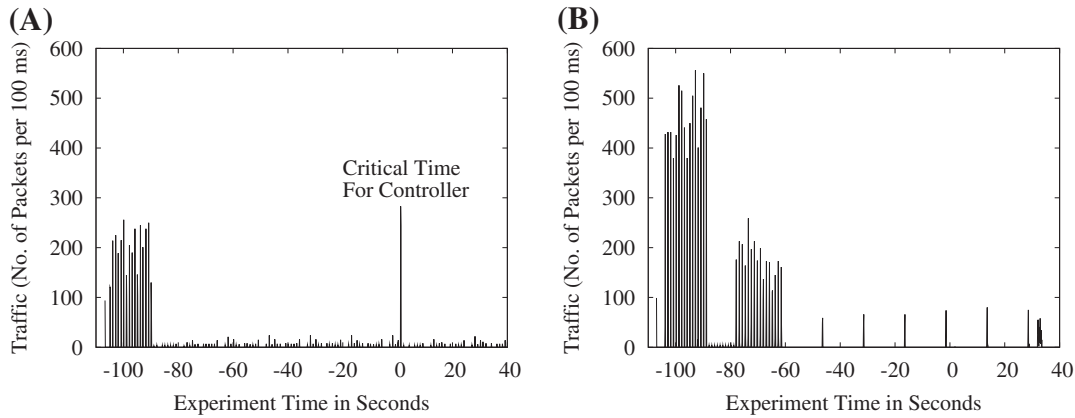 (A)
Traffic (No. of Packets per 100 ms)
600
500
400
300
200
100
0
Critical Time
For Controller
-100 -80 -60 -40 -20 0 20 40
Experiment Time in Seconds
(B)
Traffic (No. of Packets per 100 ms)
600
500
400
300
200
100
0
-100 -80 -60 -40 -20 0 20 40
Experiment Time in Seconds